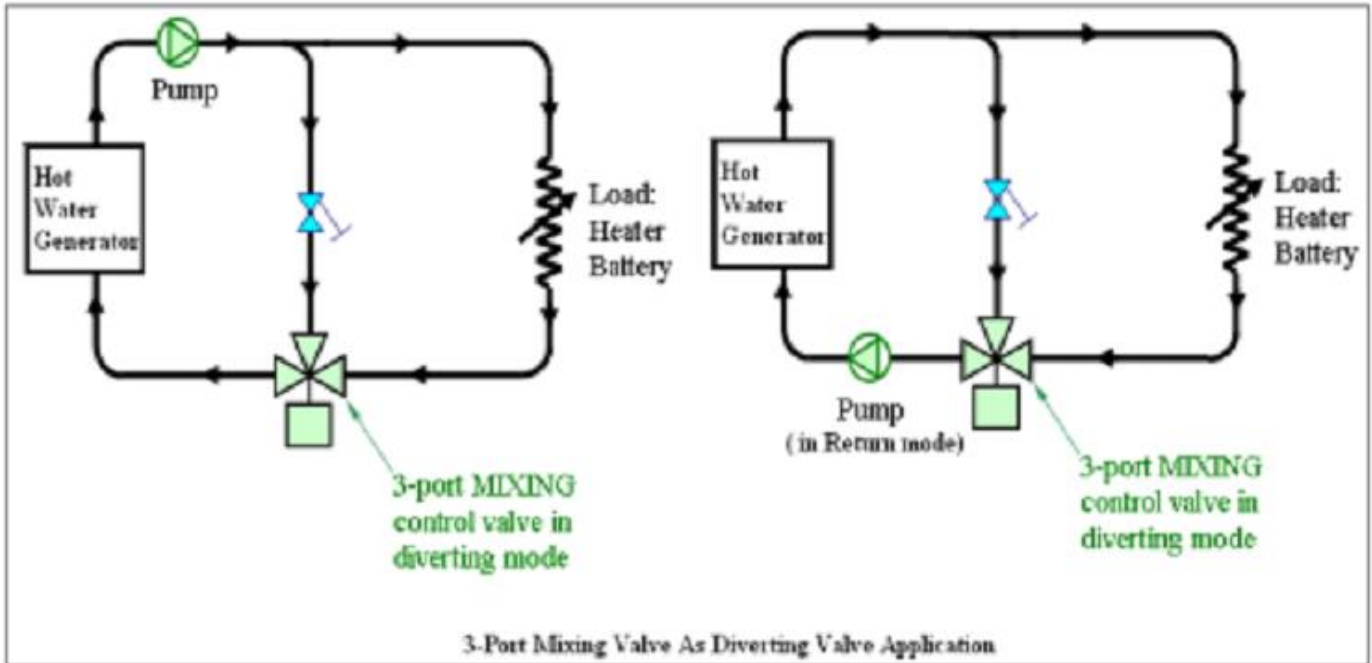 Pump
Hot
Water
Generator
Load:
Heater
Battery
3-port MIXING
control valve in
diverting mode
Hot
Water
Generator
Load:
Heater
Battery
Pump
(in Return mode)
3-port MIXING
control valve in
diverting mode
3-Port Mixing Valve As Diverting Valve Application